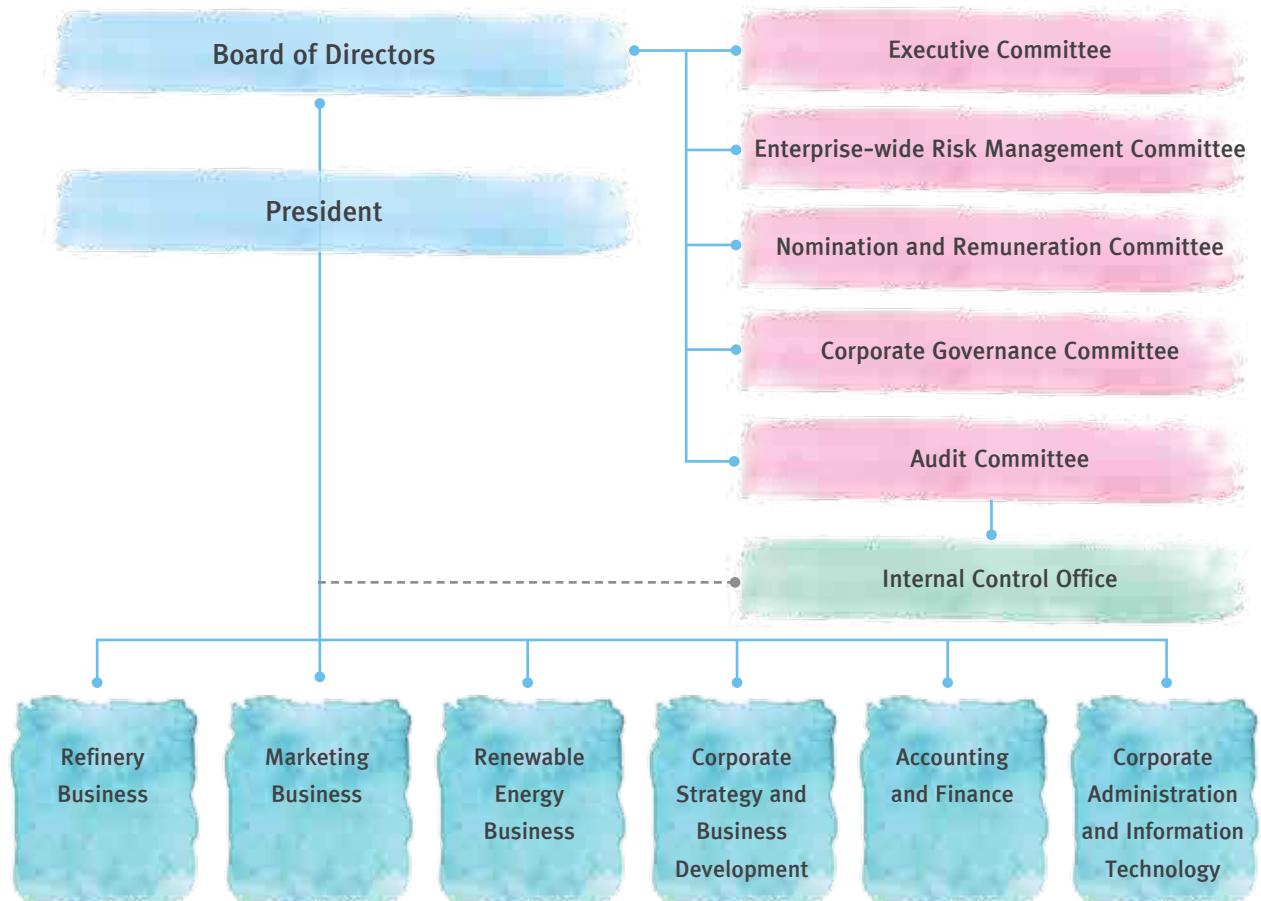 Board of Directors
Executive Committee
Enterprise-wide Risk Management Committee
President
Nomination and Remuneration Committee
Corporate Governance Committee
Audit Committee
Internal Control Office
Refinery
Business
Marketing
Business
Renewable
Energy
Business
Corporate
Strategy and
Business
Development
Accounting
and Finance
Corporate
Administration
and Information
Technology